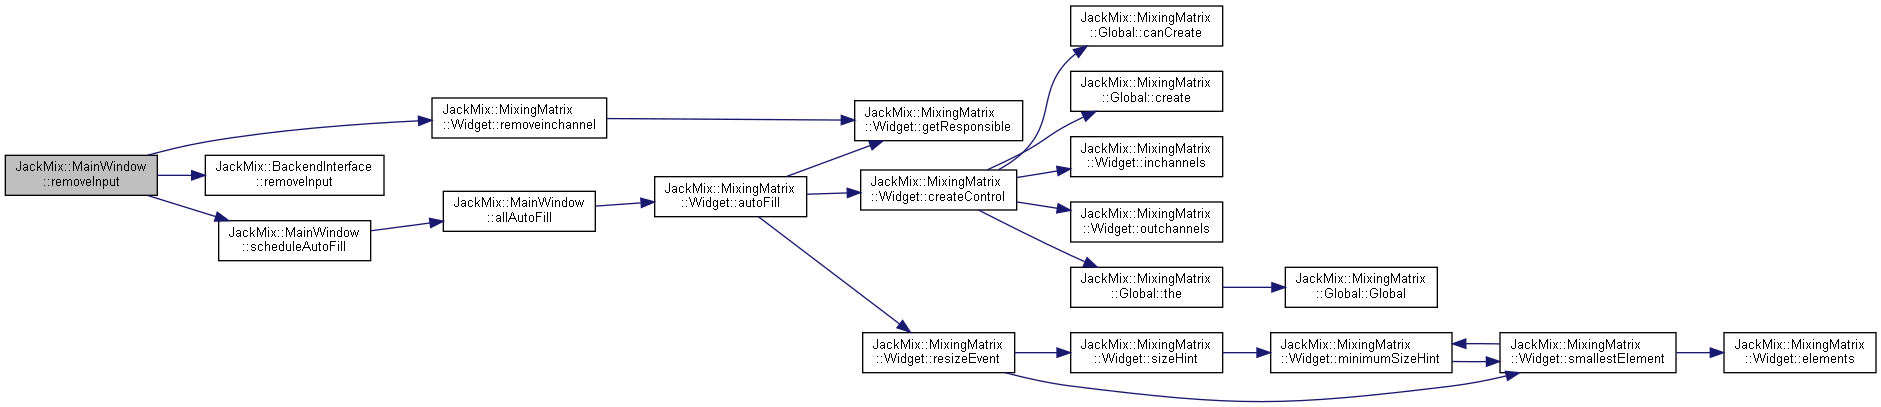 JackMix::MainWindow
::removeInput
JackMix::MixingMatrix
::Widget::removeinchannel
JackMix::BackendInterface
::removeInput
JackMix::MainWindow
::scheduleAutoFill
JackMix::MainWindow
::allAutoFill
JackMix::MixingMatrix
::Widget::autoFill
JackMix::MixingMatrix
::Widget::getResponsible
JackMix::MixingMatrix
::Widget::createControl
JackMix::MixingMatrix
::Widget::resizeEvent
JackMix::MixingMatrix
::Global::canCreate
JackMix::MixingMatrix
::Global::create
JackMix::MixingMatrix
::Widget::inchannels
JackMix::MixingMatrix
::Widget::outchannels
JackMix::MixingMatrix
::Global::the
JackMix::MixingMatrix
::Global::Global
JackMix::MixingMatrix
::Widget::sizeHint
JackMix::MixingMatrix
::Widget::minimumSizeHint
JackMix::MixingMatrix
::Widget::smallestElement
JackMix::MixingMatrix
::Widget::elements